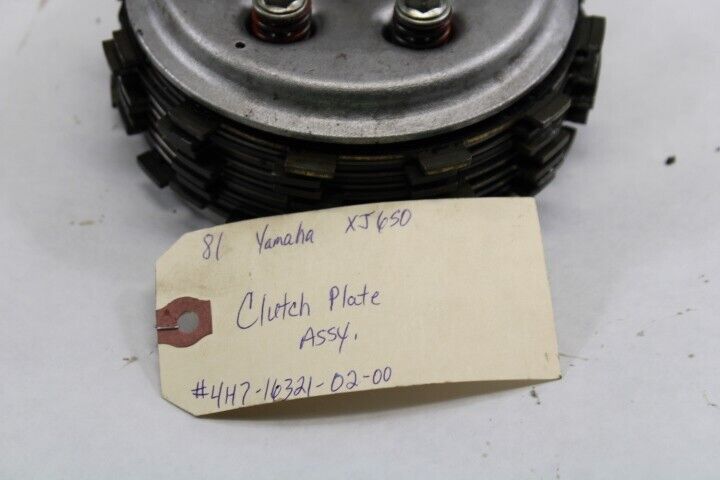 81 Yamaha XJ650
Clutch Plate
ASSY.
#4H7-16321-02-00